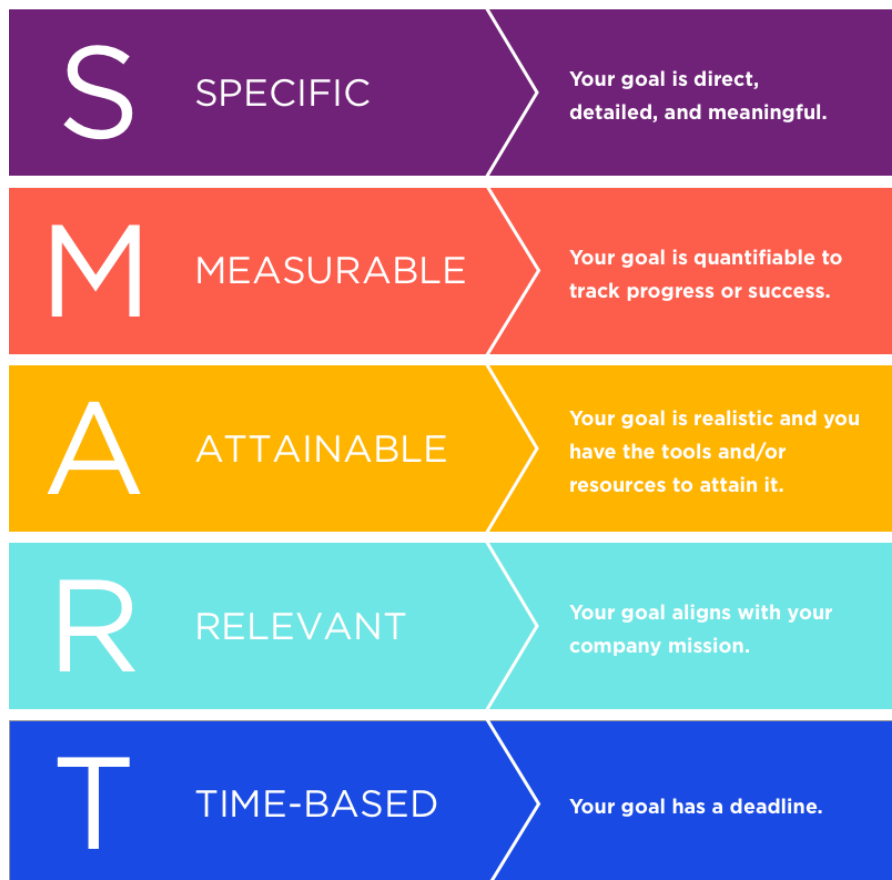 S SPECIFIC
Your goal is direct,
detailed, and meaningful.
M MEASURABLE
Your goal is quantifiable to
track progress or success.
A ATTAINABLE
Your goal is realistic and you
have the tools and/or
resources to attain it.
R RELEVANT
Your goal aligns with your
company mission.
T TIME-BASED
Your goal has a deadline.